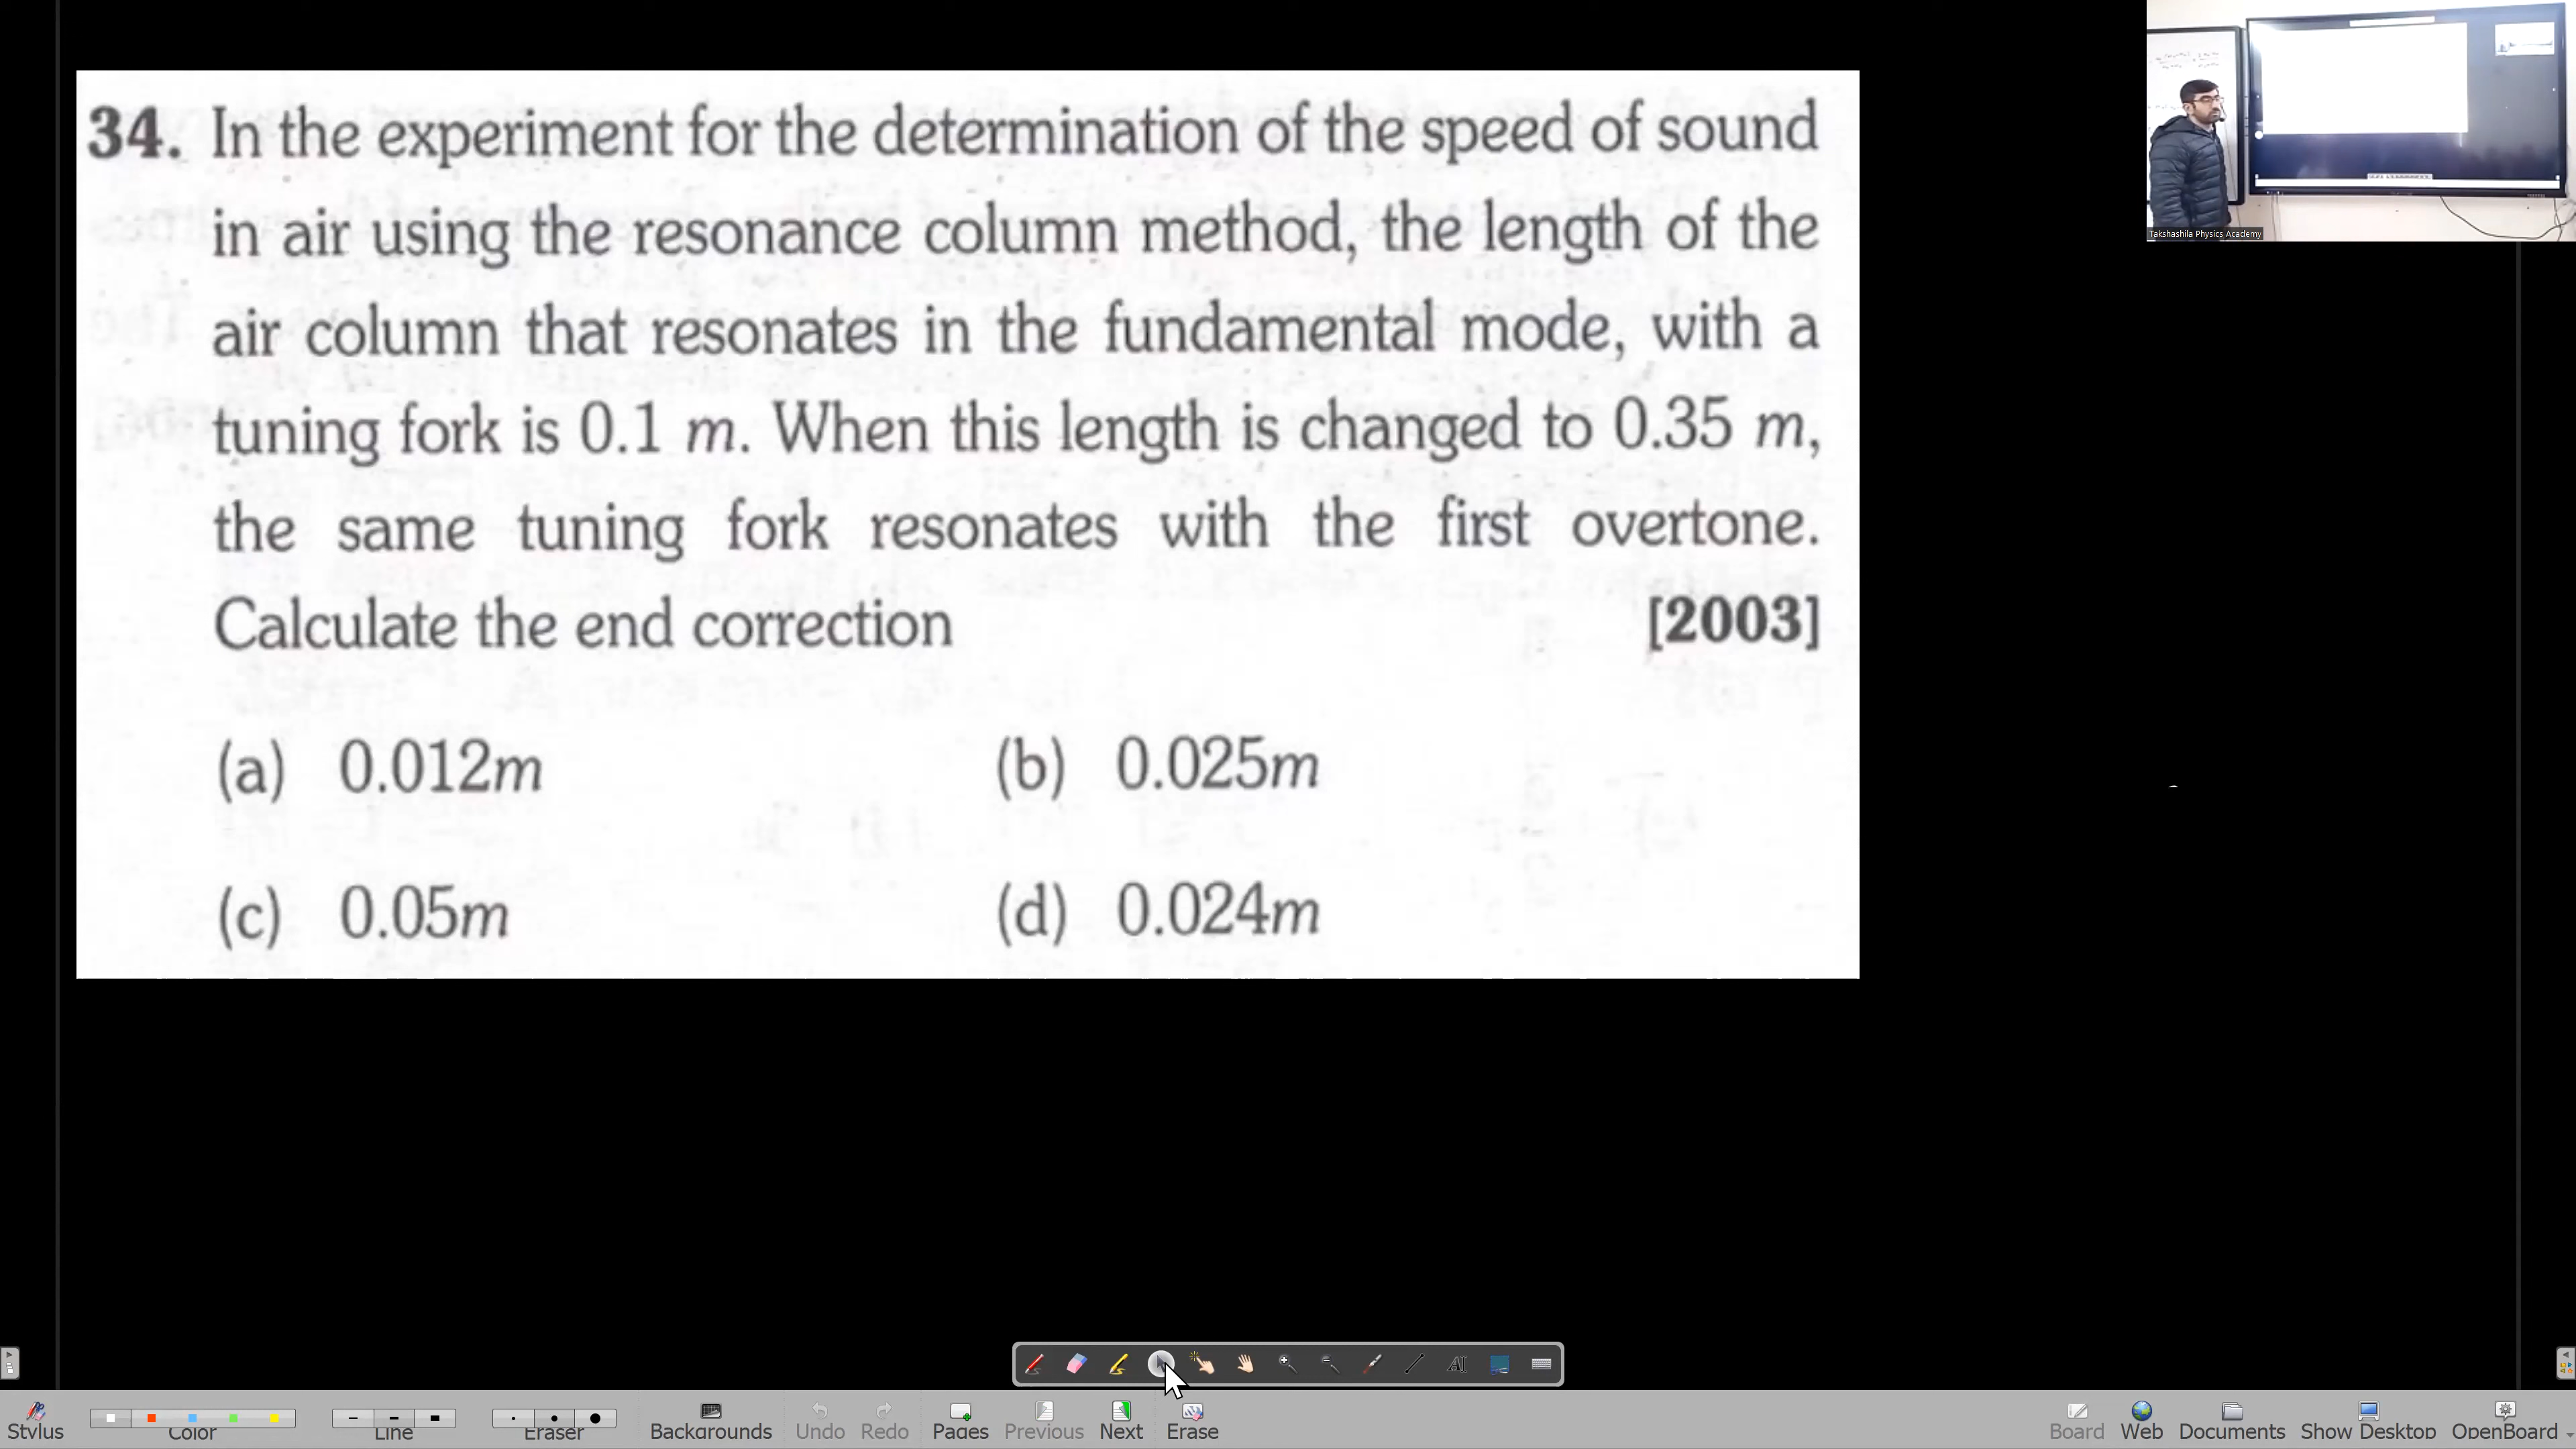 34. In the experiment for the determination of the speed of sound
in air using the resonance column method, the length of the
air column that resonates in the fundamental mode, with a
tuning fork is 0.1 m. When this length is changed to 0.35 m,
the same tuning fork resonates with the first overtone.
Calculate the end correction [2003]
(a) 0.012m (b) 0.025m
(c) 0.05m (d) 0.024m
Takshashila Physics Academy
Stylus Color Line Eraser Backgrounds Undo Redo Pages Previous Next Erase Board Web Documents Show Desktop OpenBoard